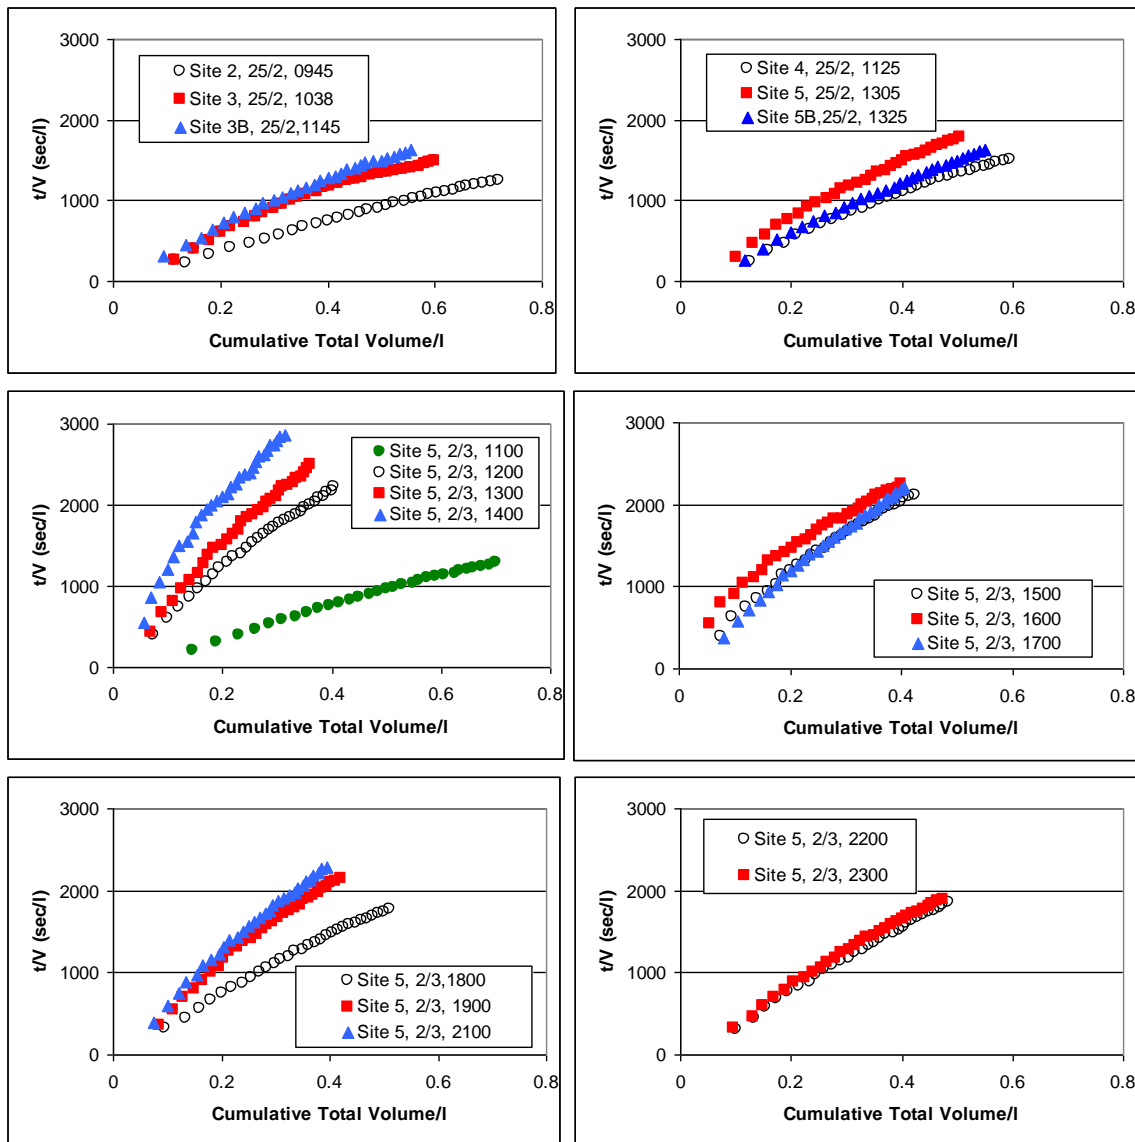 3000
2000
1000
0
t/V (sec/l)
Site 2, 25/2, 0945
Site 3, 25/2, 1038
Site 3B, 25/2,1145
0 0.2 0.4 0.6 0.8
Cumulative Total Volume/l
3000
2000
1000
0
t/V (sec/l)
Site 4, 25/2, 1125
Site 5, 25/2, 1305
Site 5B,25/2, 1325
0 0.2 0.4 0.6 0.8
Cumulative Total Volume/l
3000
2000
1000
0
t/V (sec/l)
Site 5, 2/3, 1100
Site 5, 2/3, 1200
Site 5, 2/3, 1300
Site 5, 2/3, 1400
0 0.2 0.4 0.6 0.8
Cumulative Total Volume/l
3000
2000
1000
0
t/V (sec/l)
Site 5, 2/3, 1500
Site 5, 2/3, 1600
Site 5, 2/3, 1700
0 0.2 0.4 0.6 0.8
Cumulative Total Volume/l
3000
2000
1000
0
t/V (sec/l)
Site 5, 2/3,1800
Site 5, 2/3, 1900
Site 5, 2/3, 2100
0 0.2 0.4 0.6 0.8
Cumulative Total Volume/l
3000
2000
1000
0
t/V (sec/l)
Site 5, 2/3, 2200
Site 5, 2/3, 2300
0 0.2 0.4 0.6 0.8
Cumulative Total Volume/l